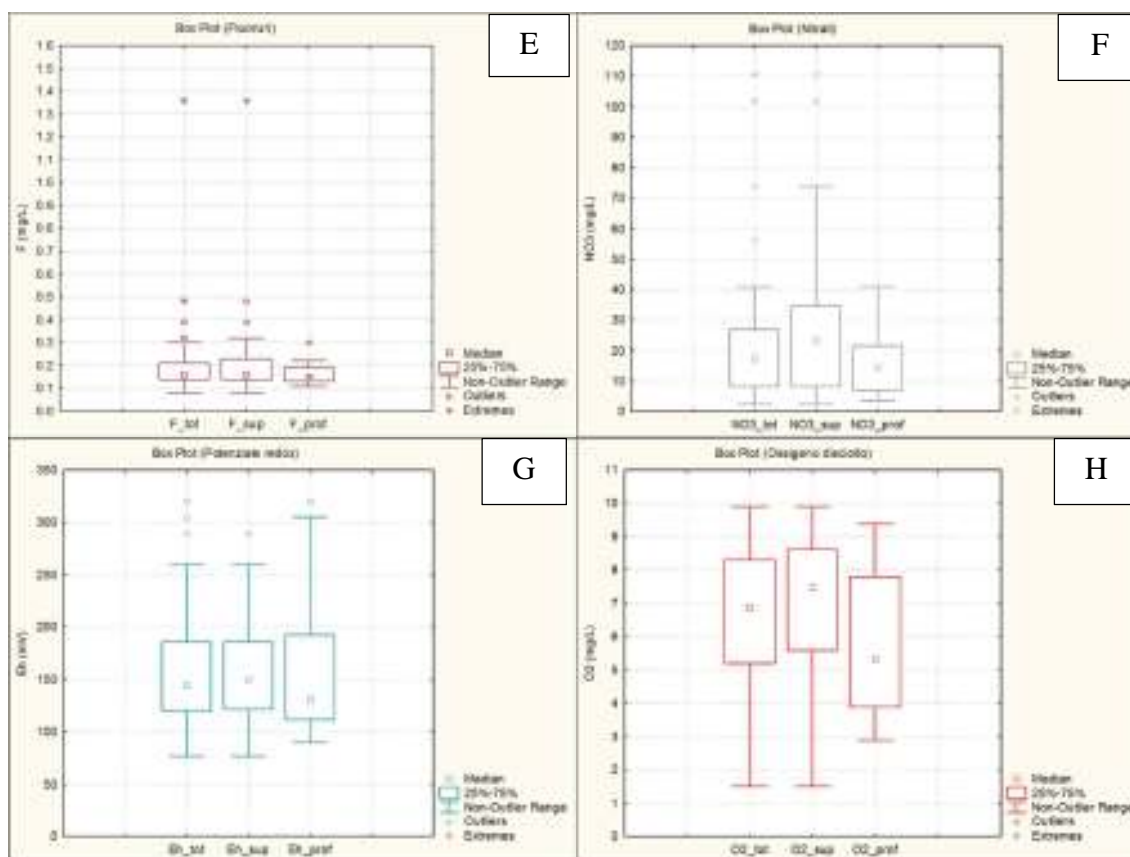 Box Plot (Fluoruri)
E
1.6
1.5
1.4
1.3
1.2
1.1
1.0
0.9
0.8
0.7
0.6
0.5
0.4
0.3
0.2
0.1
0.0
F (mg/L)
F_tot F_sup F_prof
Median
25%-75%
Non-Outlier Range
Outliers
Extremes
Box Plot (Nitrati)
F
120
110
100
90
80
70
60
50
40
30
20
10
0
NO3 (mg/L)
NO3_tot NO3_sup NO3_prof
Median
25%-75%
Non-Outlier Range
Outliers
Extremes
Box Plot (Potenziale redox)
G
350
300
250
200
150
100
50
0
Eh (mV)
Eh_tot Eh_sup Eh_prof
Median
25%-75%
Non-Outlier Range
Outliers
Extremes
Box Plot (Ossigeno disciolto)
H
11
10
9
8
7
6
5
4
3
2
1
0
O2 (mg/L)
O2_tot O2_sup O2_prof
Median
25%-75%
Non-Outlier Range
Outliers
Extremes